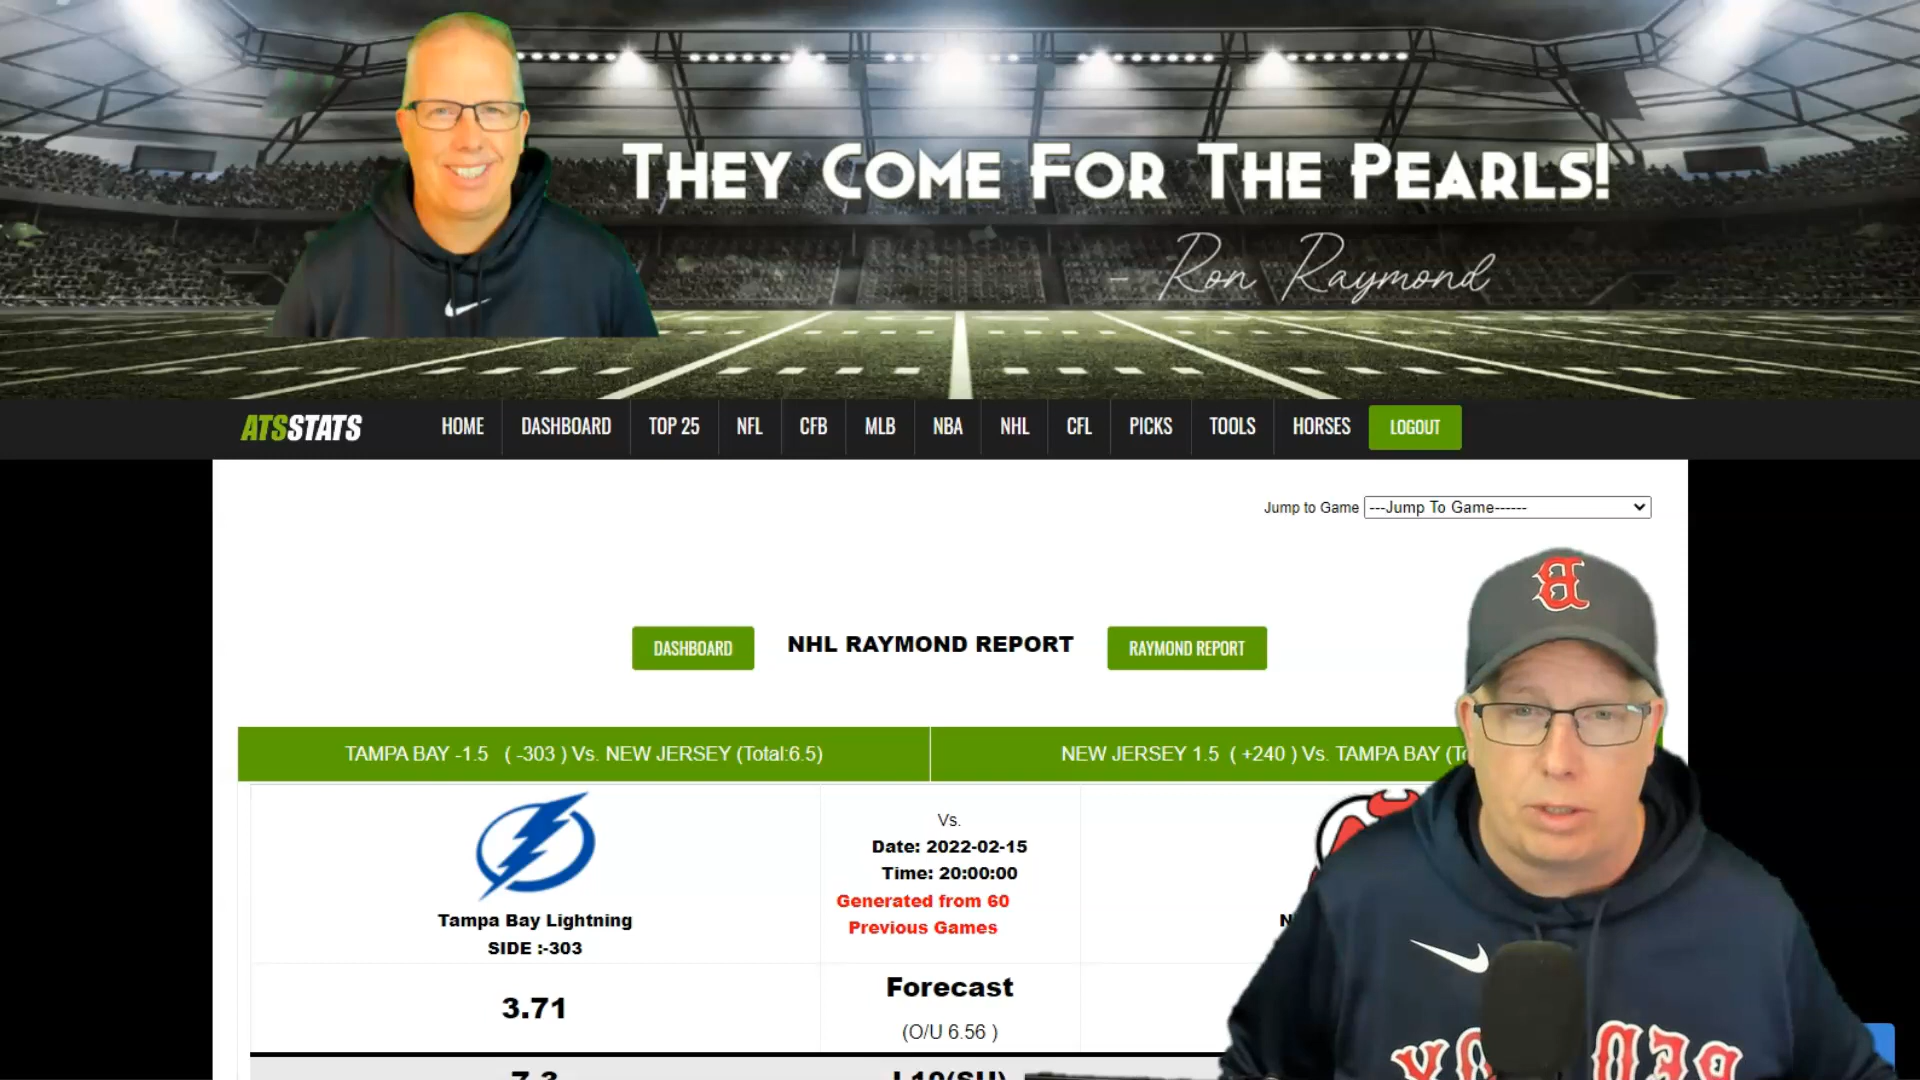 THEY COME FOR THE PEARLS!
- Ron Raymond
ATSSTATS HOME DASHBOARD TOP 25 NFL CFB MLB NBA NHL CFL PICKS TOOLS HORSES LOGOUT
Jump to Game ---Jump To Game------
DASHBOARD NHL RAYMOND REPORT RAYMOND REPORT
TAMPA BAY -1.5 ( -303 ) Vs. NEW JERSEY (Total:6.5) NEW JERSEY 1.5 ( +240 ) Vs. TAMPA BAY
Vs.
Date: 2022-02-15
Time: 20:00:00
Generated from 60
Previous Games
Tampa Bay Lightning
SIDE :-303
3.71
Forecast
(O/U 6.56 )
B